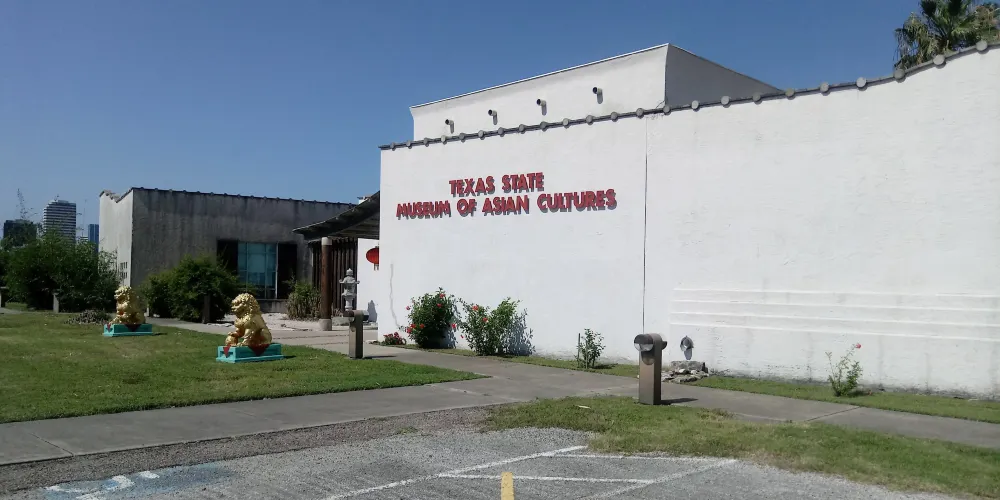 TEXAS STATE
MUSEUM OF ASIAN CULTURES